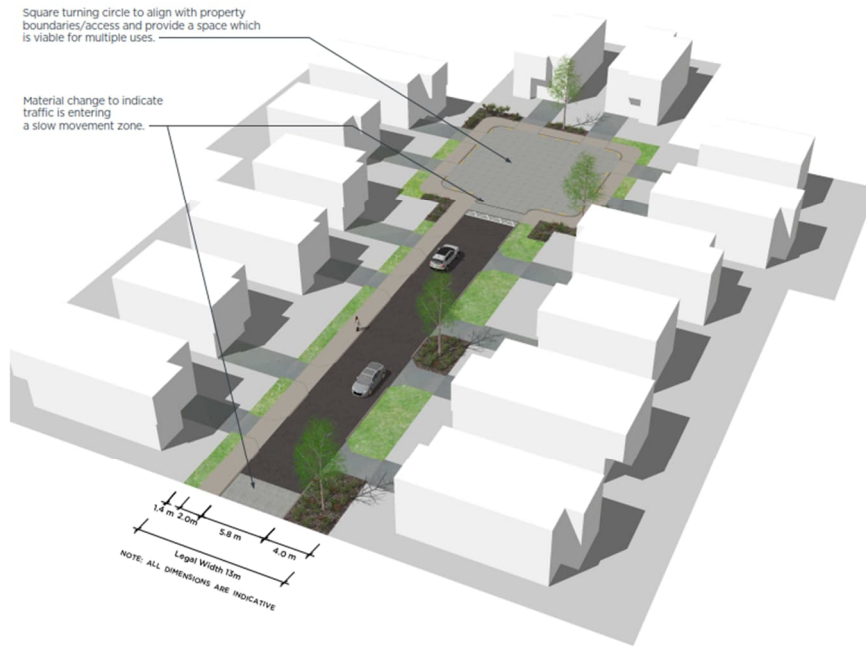 Square turning circle to align with property
boundaries/access and provide a space which
is viable for multiple uses.
Material change to indicate
traffic is entering
a slow movement zone.
1.4 m 2.0m 5.8 m 4.0 m
Legal Width 13m
NOTE: ALL DIMENSIONS ARE INDICATIVE